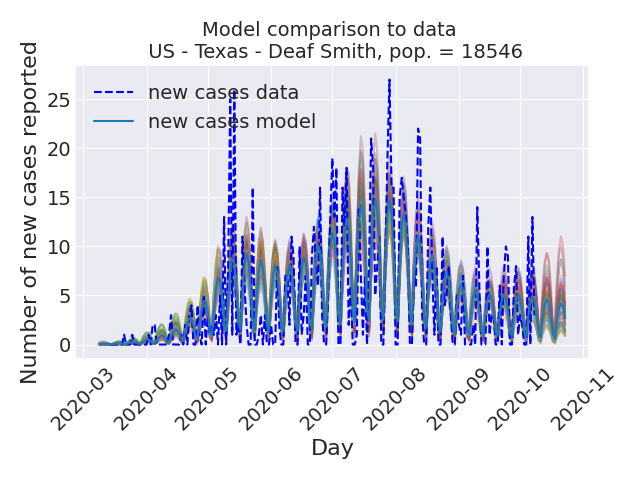 Model comparison to data
US - Texas - Deaf Smith, pop. = 18546
Number of new cases reported
25
20
15
10
5
0
new cases data
new cases model
2020-03
2020-04
2020-05
2020-06
2020-07
2020-08
2020-09
2020-10
2020-11
Day